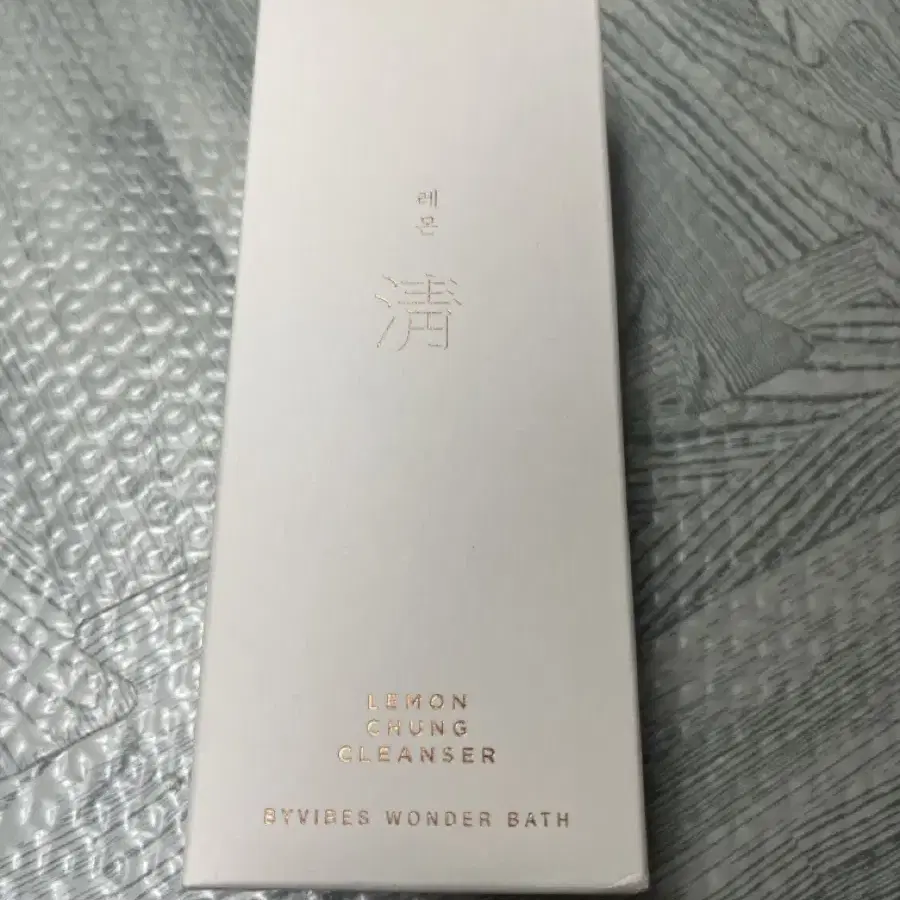 레
몬
淸
LEMON
CHUNG
CLEANSER
BYVIBES WONDER BATH